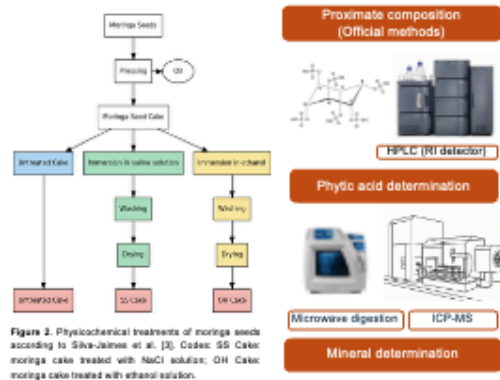 Moringa Seeds
Pressing
Oil
Moringa Seed Cake
Untreated Cake
Immersion in saline solution
Immersion in ethanol
Washing
Washing
Drying
Drying
Untreated Cake
SS Cake
OH Cake
Figure 2. Physicochemical treatments of moringa seeds
according to Silva-Jaimes et al. [3]. Codes: SS Cake:
moringa cake treated with NaCl solution; OH Cake:
moringa cake treated with ethanol solution.
Proximate composition
(Official methods)
HPLC (RI detector)
Phytic acid determination
Microwave digestion
ICP-MS
Mineral determination